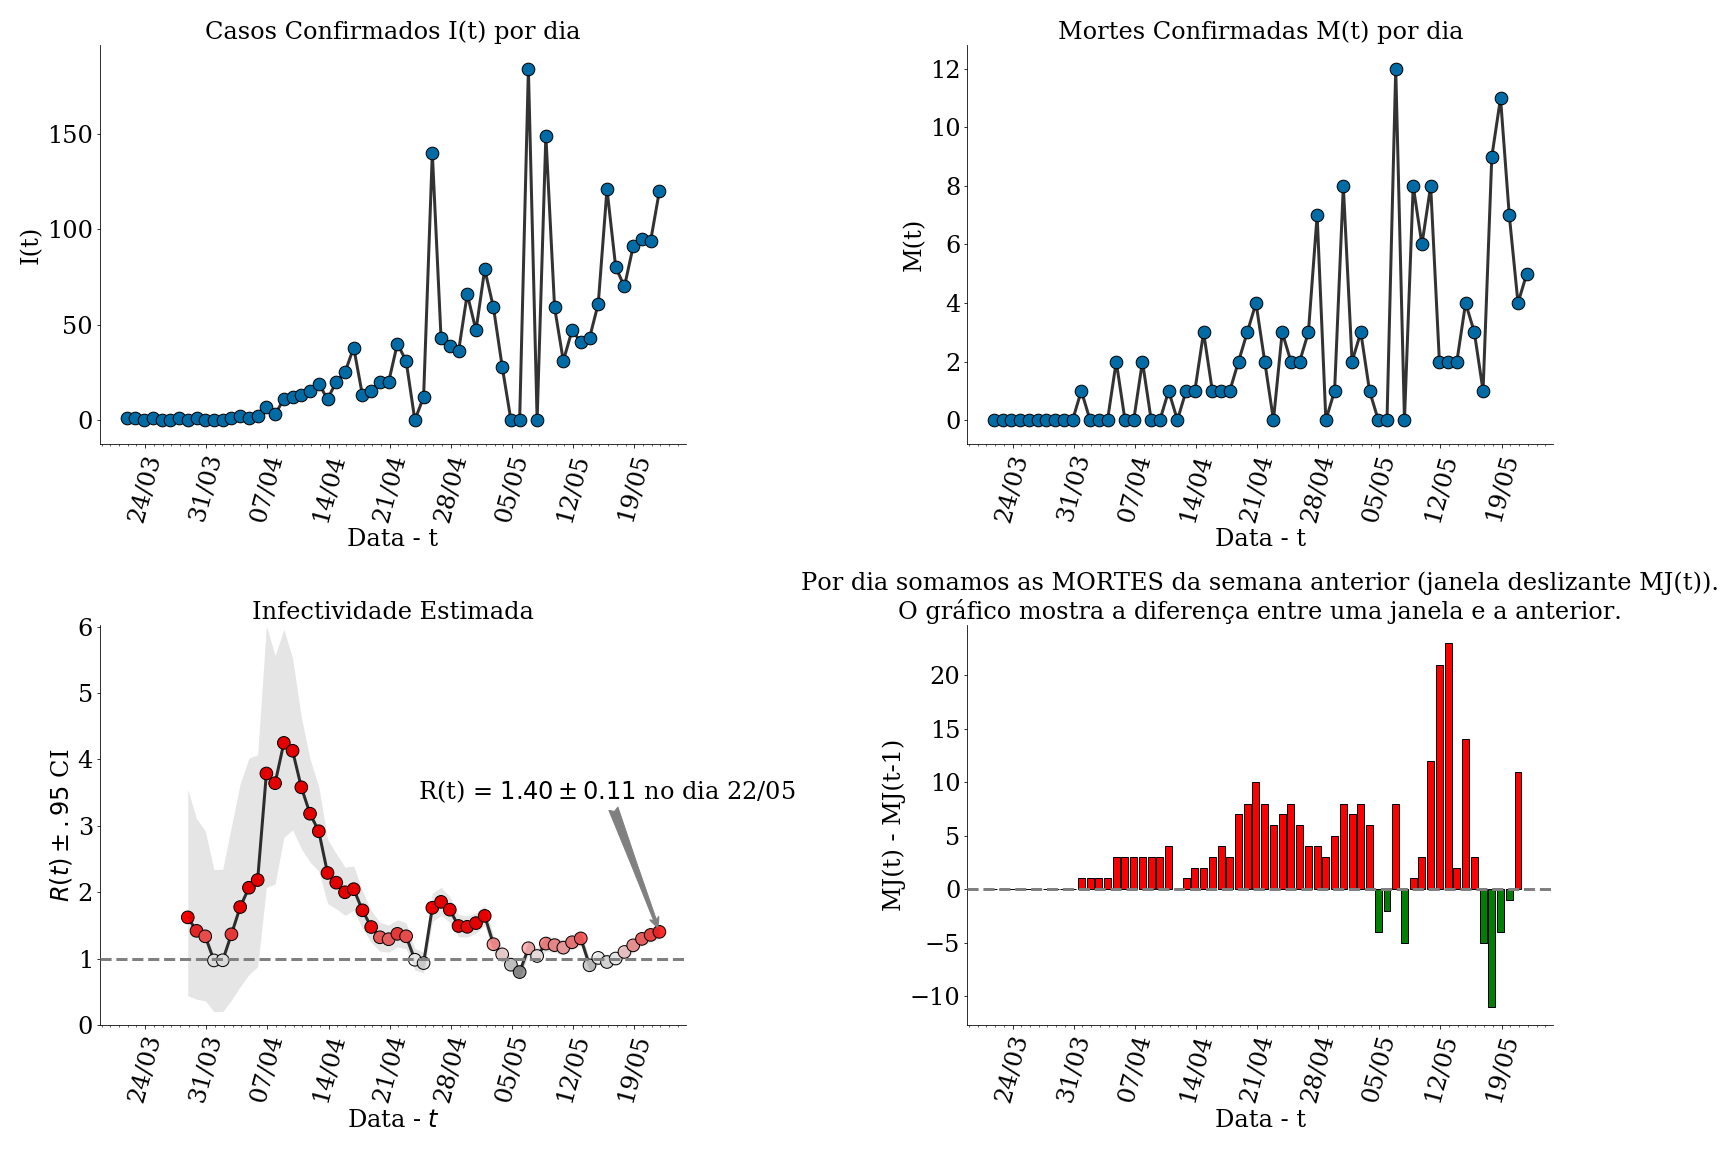 Casos Confirmados I(t) por dia
I(t)
150
100
50
0
24/03 31/03 07/04 14/04 21/04 28/04 05/05 12/05 19/05
Data - t
Mortes Confirmadas M(t) por dia
M(t)
12
10
8
6
4
2
0
24/03 31/03 07/04 14/04 21/04 28/04 05/05 12/05 19/05
Data - t
Infectividade Estimada
R(t) ± .95 CI
6
5
4
3
2
1
0
R(t) = 1.40 ± 0.11 no dia 22/05
24/03 31/03 07/04 14/04 21/04 28/04 05/05 12/05 19/05
Data - t
Por dia somamos as MORTES da semana anterior (janela deslizante MJ(t)).
O gráfico mostra a diferença entre uma janela e a anterior.
MJ(t) - MJ(t-1)
20
15
10
5
0
−5
−10
24/03 31/03 07/04 14/04 21/04 28/04 05/05 12/05 19/05
Data - t